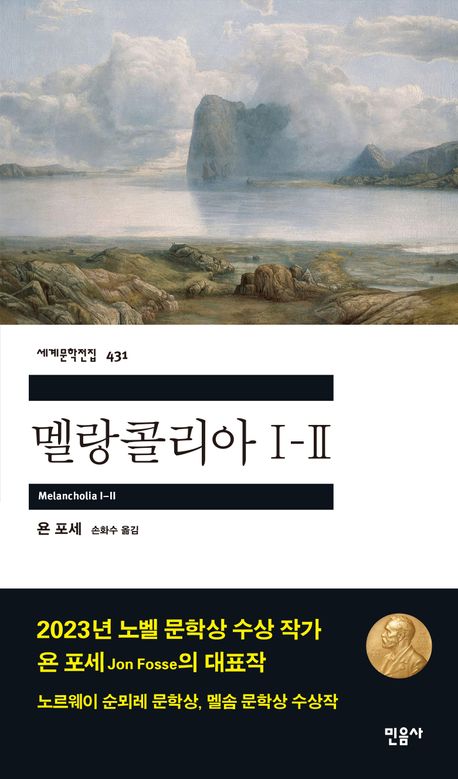 세계문학전집 431
멜랑콜리아 I-II
Melancholia I–II
욘 포세 손화수 옮김
2023년 노벨 문학상 수상 작가
욘 포세 Jon Fosse의 대표작
노르웨이 순뫼레 문학상, 멜솜 문학상 수상작
민음사